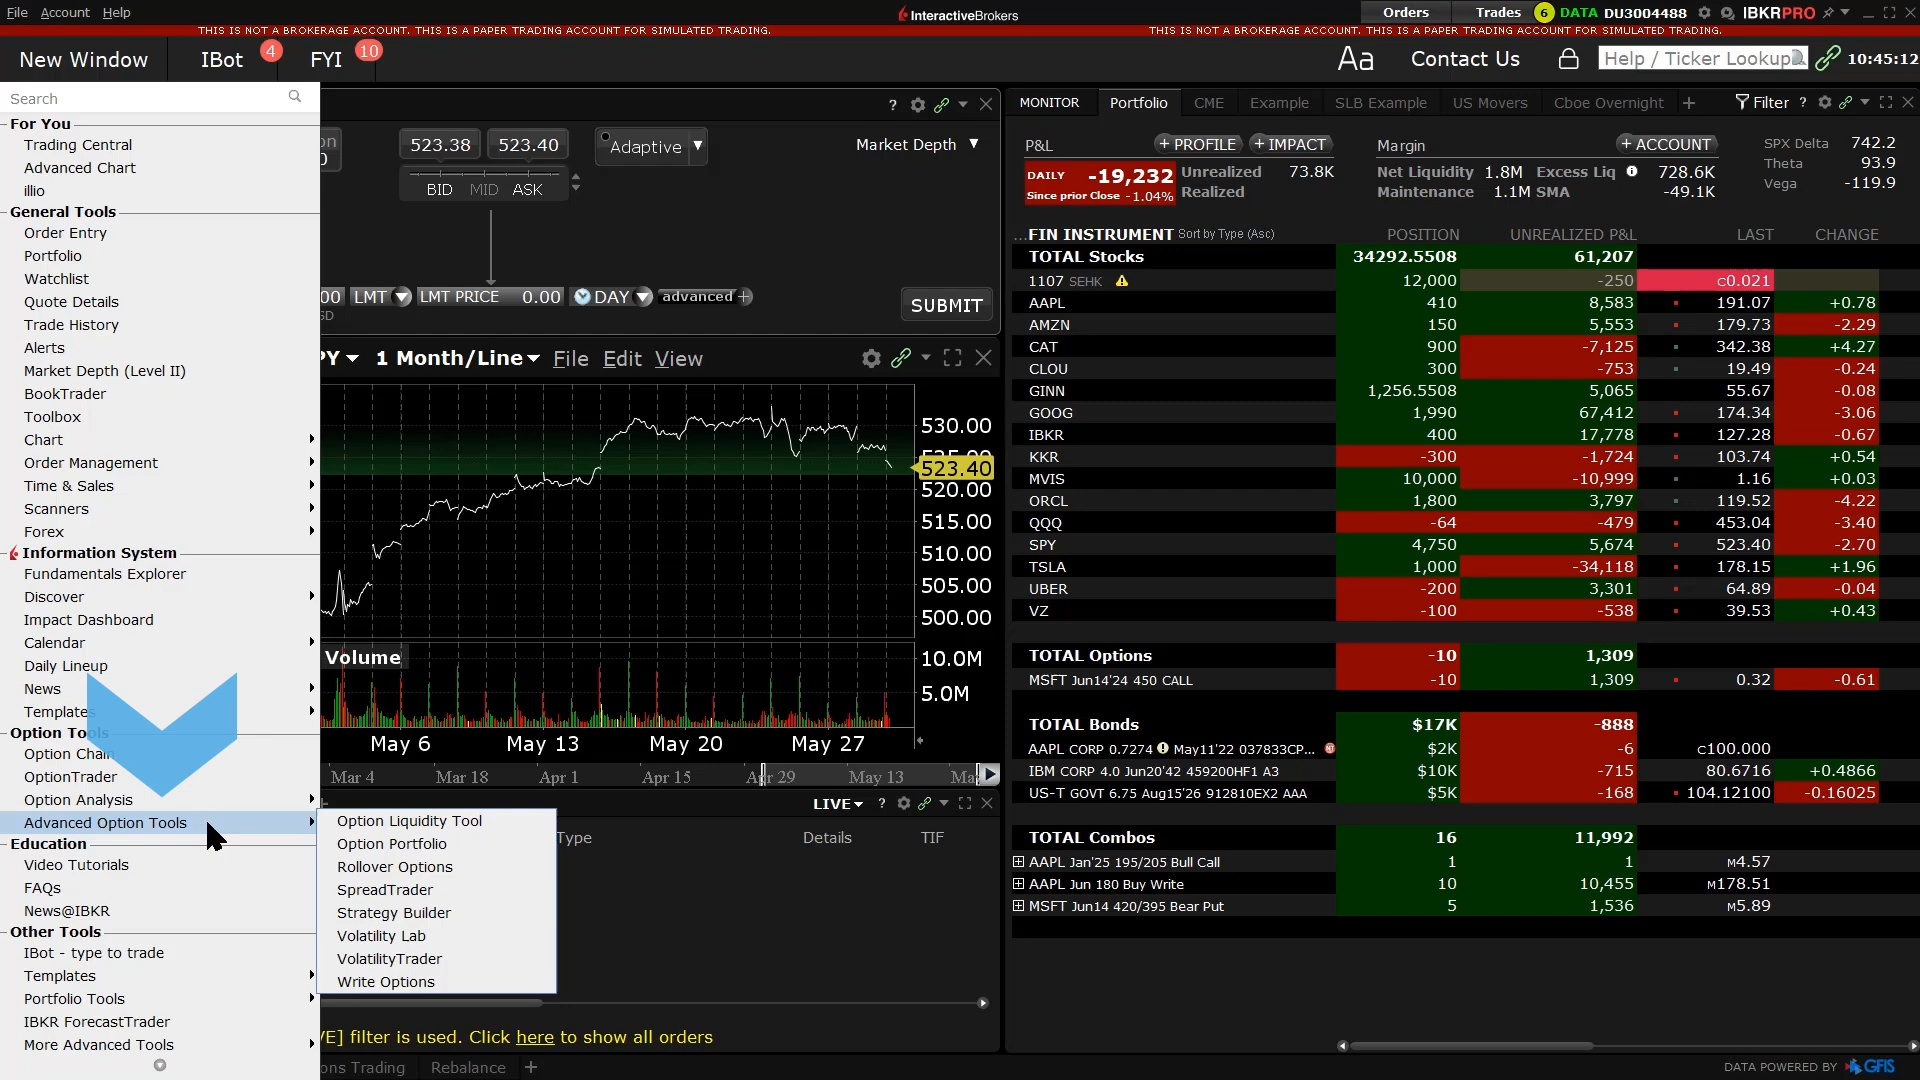 File Account Help
InteractiveBrokers
Orders Trades 6 DATA DU3004488 IBKRPRO
THIS IS NOT A BROKERAGE ACCOUNT. THIS IS A PAPER TRADING ACCOUNT FOR SIMULATED TRADING.
THIS IS NOT A BROKERAGE ACCOUNT. THIS IS A PAPER TRADING ACCOUNT FOR SIMULATED TRADING.
New Window IBot 4 FYI 10
Aa Contact Us Help / Ticker Lookup 10:45:12
Search
For You
Trading Central
Advanced Chart
illio
General Tools
Order Entry
Portfolio
Watchlist
Quote Details
Trade History
Alerts
Market Depth (Level II)
BookTrader
Toolbox
Chart
Order Management
Time & Sales
Scanners
Forex
Information System
Fundamentals Explorer
Discover
Impact Dashboard
Calendar
Daily Lineup
News
Templates
Option Tools
Option Chain
OptionTrader
Option Analysis
Advanced Option Tools
Education
Video Tutorials
FAQs
News@IBKR
Other Tools
IBot - type to trade
Templates
Portfolio Tools
IBKR ForecastTrader
More Advanced Tools
Option Liquidity Tool
Option Portfolio
Rollover Options
SpreadTrader
Strategy Builder
Volatility Lab
VolatilityTrader
Write Options
523.38 523.40 Adaptive Market Depth
BID MID ASK
LMT LMT PRICE 0.00 DAY advanced + SUBMIT
1 Month/Line File Edit View
530.00
523.40
520.00
515.00
510.00
505.00
500.00
Volume
10.0M
5.0M
May 6 May 13 May 20 May 27
Mar 4 Mar 18 Apr 1 Apr 15 Apr 29 May 13
LIVE ?
Type Details TIF
filter is used. Click here to show all orders
Trading Rebalance +
MONITOR Portfolio CME Example SLB Example US Movers Cboe Overnight + Filter ?
P&L + PROFILE + IMPACT
DAILY -19,232
Since prior Close -1.04%
Unrealized 73.8K
Realized
Margin + ACCOUNT
Net Liquidity 1.8M Excess Liq 728.6K
Maintenance 1.1M SMA -49.1K
SPX Delta 742.2
Theta 93.9
Vega -119.9
...FIN INSTRUMENT Sort by Type (Asc) POSITION UNREALIZED P&L LAST CHANGE
TOTAL Stocks 34292.5508 61,207
1107 SEHK 12,000 -250 C0.021
AAPL 410 8,583 191.07 +0.78
AMZN 150 5,553 179.73 -2.29
CAT 900 -7,125 342.38 +4.27
CLOU 300 -753 19.49 -0.24
GINN 1,256.5508 5,065 55.67 -0.08
GOOG 1,990 67,412 174.34 -3.06
IBKR 400 17,778 127.28 -0.67
KKR -300 -1,724 103.74 +0.54
MVIS 10,000 -10,999 1.16 +0.03
ORCL 1,800 3,797 119.52 -4.22
QQQ -64 -479 453.04 -3.40
SPY 4,750 5,674 523.40 -2.70
TSLA 1,000 -34,118 178.15 +1.96
UBER -200 3,301 64.89 -0.04
VZ -100 -538 39.53 +0.43
TOTAL Options -10 1,309
MSFT Jun14'24 450 CALL -10 1,309 0.32 -0.61
TOTAL Bonds $17K -888
AAPL CORP 0.7274 May11'22 037833CP... $2K -6 C100.000
IBM CORP 4.0 Jun20'42 459200HF1 A3 $10K -715 80.6716 +0.4866
US-T GOVT 6.75 Aug15'26 912810EX2 AAA $5K -168 104.12100 -0.16025
TOTAL Combos 16 11,992
AAPL Jan'25 195/205 Bull Call 1 1 M4.57
AAPL Jun 180 Buy Write 10 10,455 M178.51
MSFT Jun14 420/395 Bear Put 5 1,536 M5.89
DATA POWERED BY GFIS